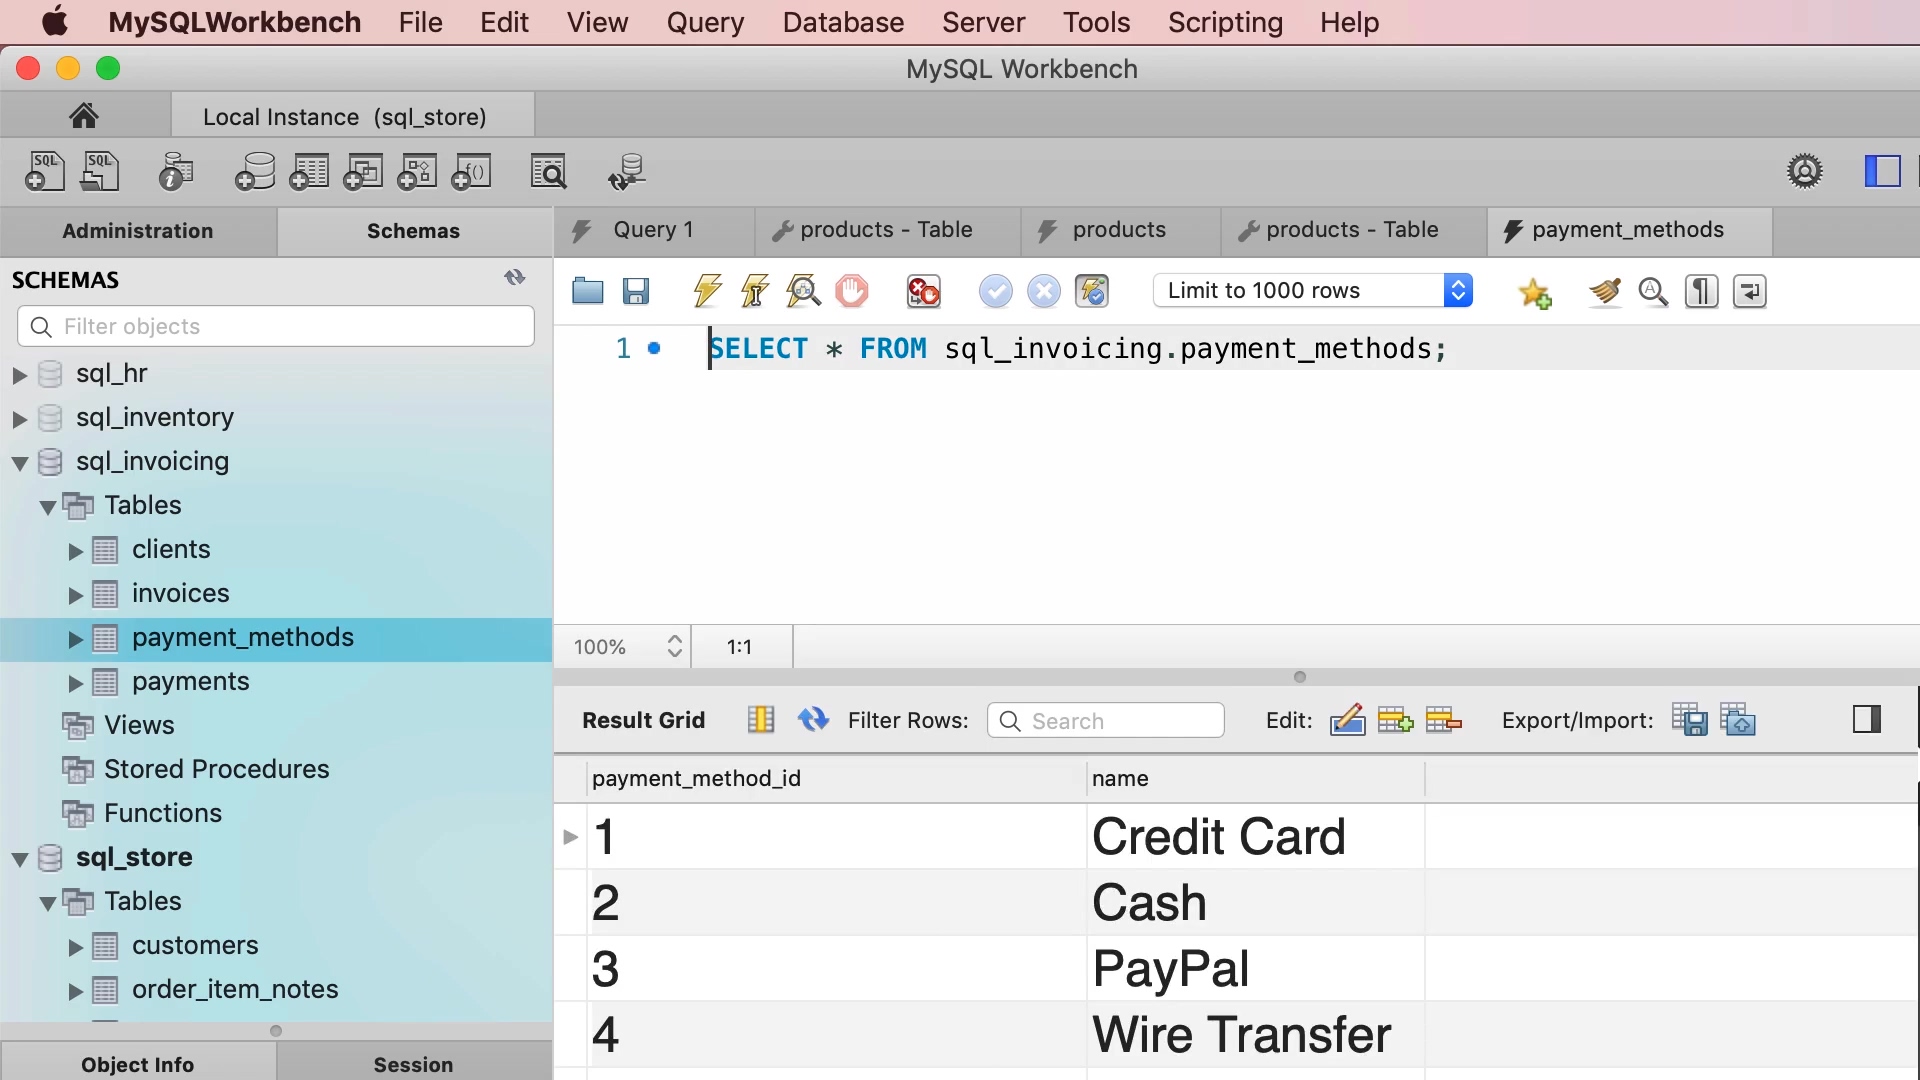 MySQLWorkbench File Edit View Query Database Server Tools Scripting Help
MySQL Workbench
Local Instance (sql_store)
SQL SQL
Administration Schemas
Query 1 products - Table products products - Table payment_methods
SCHEMAS
Limit to 1000 rows
Filter objects
1 SELECT * FROM sql_invoicing.payment_methods;
sql_hr
sql_inventory
sql_invoicing
Tables
clients
invoices
payment_methods
payments
Views
Stored Procedures
Functions
sql_store
Tables
customers
order_item_notes
Object Info Session
100% 1:1
Result Grid Filter Rows: Search Edit: Export/Import:
payment_method_id name
1 Credit Card
2 Cash
3 PayPal
4 Wire Transfer